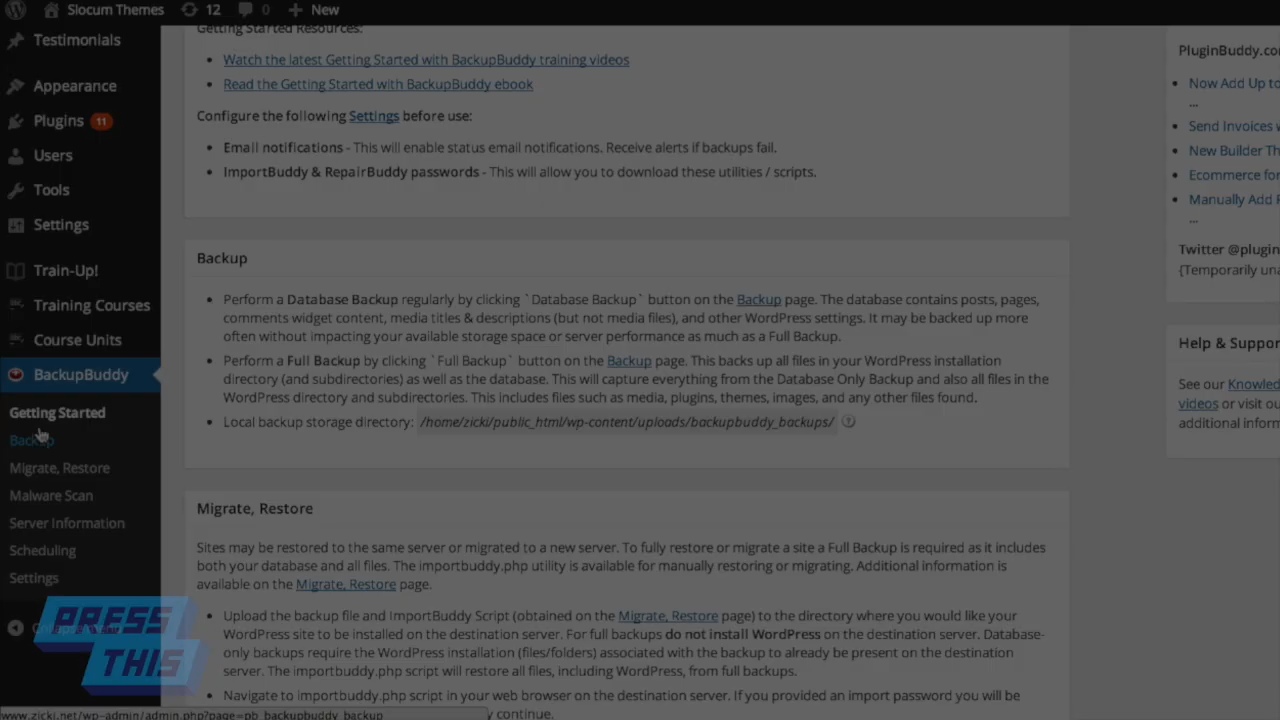 Slocum Themes 12 0 New
Testimonials
Appearance
Plugins 11
Users
Tools
Settings
Train-Up!
Training Courses
Course Units
BackupBuddy
Getting Started
Backup
Migrate, Restore
Malware Scan
Server Information
Scheduling
Settings
PRESS
THIS
www.zicki.net/wp-admin/admin.php?page=pb_backupbuddy_backup
Getting Started Resources:
Watch the latest Getting Started with BackupBuddy training videos
Read the Getting Started with BackupBuddy ebook
Configure the following Settings before use:
Email notifications - This will enable status email notifications. Receive alerts if backups fail.
ImportBuddy & RepairBuddy passwords - This will allow you to download these utilities / scripts.
Backup
Perform a Database Backup regularly by clicking `Database Backup` button on the Backup page. The database contains posts, pages,
comments widget content, media titles & descriptions (but not media files), and other WordPress settings. It may be backed up more
often without impacting your available storage space or server performance as much as a Full Backup.
Perform a Full Backup by clicking `Full Backup` button on the Backup page. This backs up all files in your WordPress installation
directory (and subdirectories) as well as the database. This will capture everything from the Database Only Backup and also all files in the
WordPress directory and subdirectories. This includes files such as media, plugins, themes, images, and any other files found.
Local backup storage directory: /home/zicki/public_html/wp-content/uploads/backupbuddy_backups/ ?
Migrate, Restore
Sites may be restored to the same server or migrated to a new server. To fully restore or migrate a site a Full Backup is required as it includes
both your database and all files. The importbuddy.php utility is available for manually restoring or migrating. Additional information is
available on the Migrate, Restore page.
Upload the backup file and ImportBuddy Script (obtained on the Migrate, Restore page) to the directory where you would like your
WordPress site to be installed on the destination server. For full backups do not install WordPress on the destination server. Database-
only backups require the WordPress installation (files/folders) associated with the backup to already be present on the destination
server. The importbuddy.php script will restore all files, including WordPress, from full backups.
Navigate to importbuddy.php script in your web browser on the destination server. If you provided an import password you will be
continue.
PluginBuddy.co
Now Add Up to
...
Send Invoices
New Builder Th
Ecommerce for
Manually Add
...
Twitter @plugin
{Temporarily una
Help & Suppor
See our Knowled
videos or visit ou
additional inform